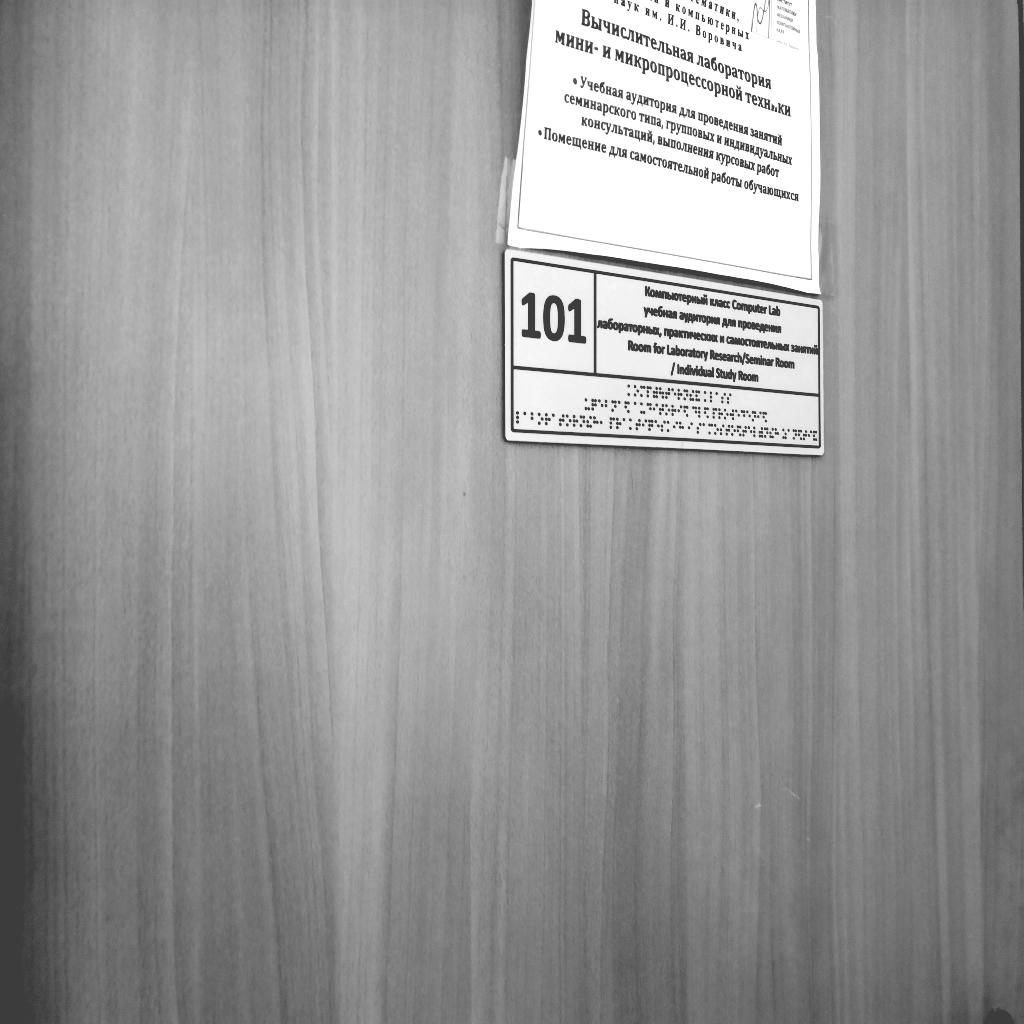 и компьютерных
наук им. И.И. Воровича
Вычислительная лаборатория
мини- и микропроцессорной техники
• Учебная аудитория для проведения занятий
семинарского типа, групповых и индивидуальных
консультаций, выполнения курсовых работ
• Помещение для самостоятельной работы обучающихся
101
Компьютерный класс Computer Lab
учебная аудитория для проведения
лабораторных, практических и самостоятельных занятий
Room for Laboratory Research/Seminar Room
/ Individual Study Room